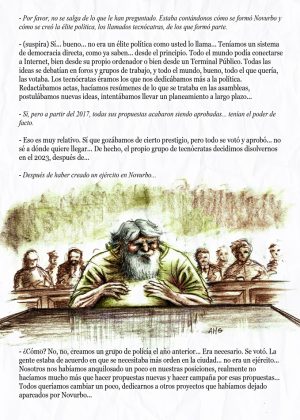 - Por favor, no se salga de lo que le han preguntado. Estaba contándonos cómo se formó Novurbo y
cómo se creó la élite política, los llamados tecnócratas, de los que formó parte.
- (suspira) Sí... bueno... no era un élite política como usted lo llama... Teníamos un sistema
de democracia directa, como ya saben... desde el principio. Todo el mundo podía conectarse
a Internet, bien desde su propio ordenador o bien desde un Terminal Público. Todas las
ideas se debatían en foros y grupos de trabajo, y todo el mundo, bueno, todo el que quería,
las votaba. Los tecnócratas éramos los que nos dedicábamos más a la política.
Redactábamos actas, hacíamos resúmenes de lo que se trataba en las asambleas,
postulábamos nuevas ideas, intentábamos llevar un planeamiento a largo plazo...
- Sí, pero a partir del 2017, todas sus propuestas acabaron siendo aprobadas... tenían el poder de
facto.
- Eso es muy relativo. Sí que gozábamos de cierto prestigio, pero todo se votó y aprobó... no
sé a dónde quiere llegar... De hecho, el propio grupo de tecnócratas decidimos disolvernos
en el 2023, después de...
- Después de haber creado un ejército en Novurbo...
AHG
- ¿Cómo? No, no, creamos un grupo de policía el año anterior... Era necesario. Se votó. La
gente estaba de acuerdo en que se necesitaba más orden en la ciudad... no era un ejército...
Nosotros nos habíamos anquilosado un poco en nuestras posiciones, realmente no
hacíamos mucho más que hacer propuestas nuevas y hacer campaña por esas propuestas...
Todos queríamos cambiar un poco, dedicarnos a otros proyectos que habíamos dejado
aparcados por Novurbo...